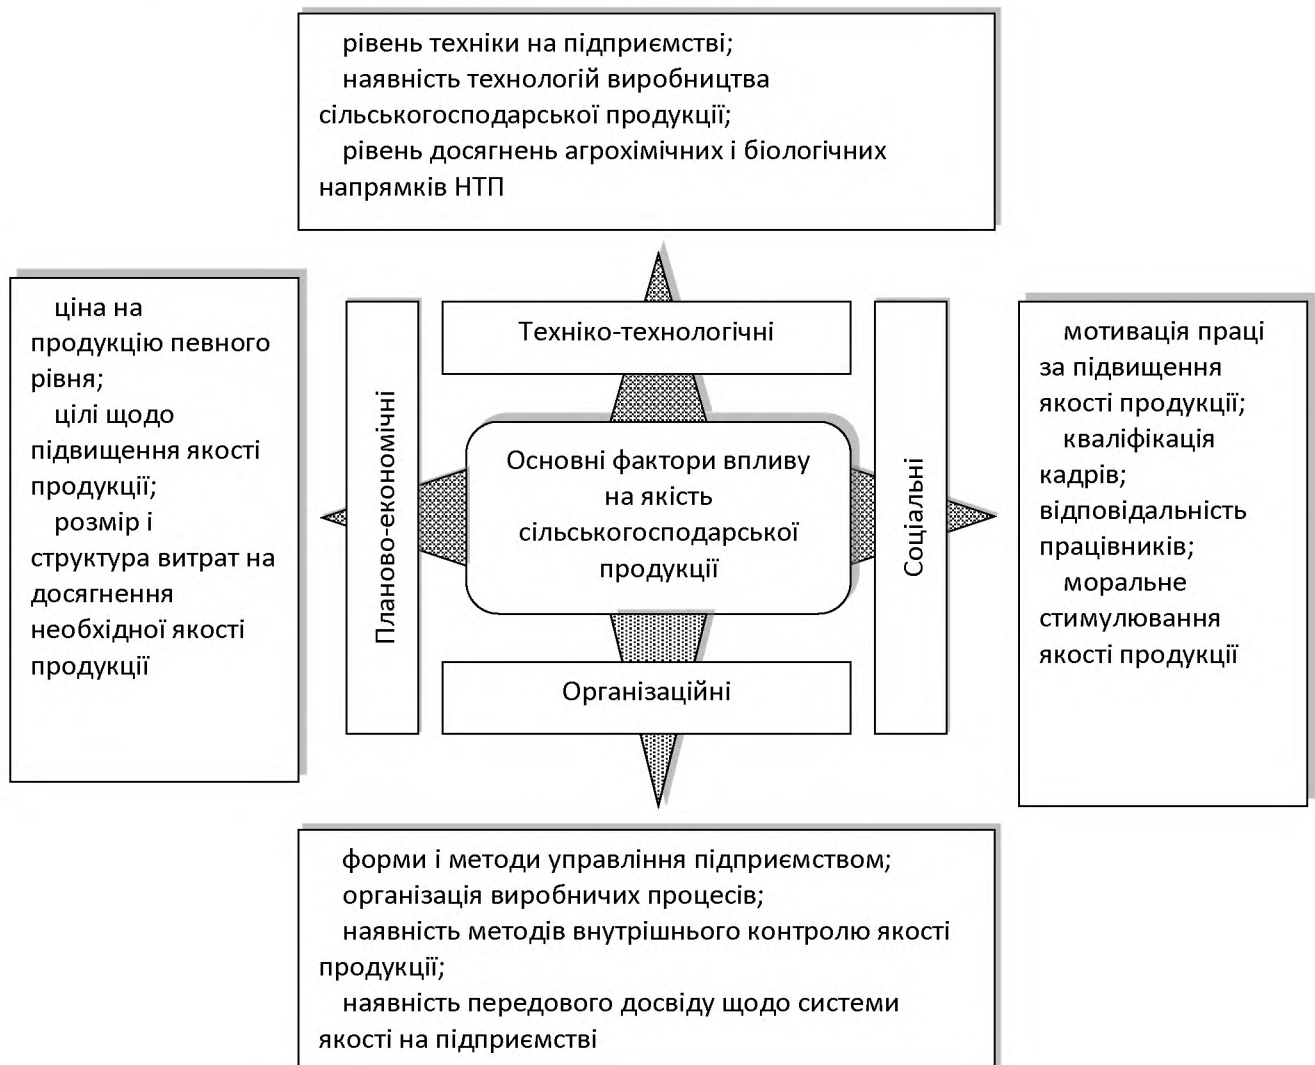 рівень техніки на підприємстві;
наявність технологій виробництва
сільськогосподарської продукції;
рівень досягнень агрохімічних і біологічних
напрямків НТП
ціна на
продукцію певного
рівня;
цілі щодо
підвищення якості
продукції;
розмір і
структура витрат на
досягнення
необхідної якості
продукції
Планово-економічні
Техніко-технологічні
Основні фактори впливу
на якість
сільськогосподарської
продукції
Організаційні
Соціальні
мотивація праці
за підвищення
якості продукції;
кваліфікація
кадрів;
відповідальність
працівників;
моральне
стимулювання
якості продукції
форми і методи управління підприємством;
організація виробничих процесів;
наявність методів внутрішнього контролю якості
продукції;
наявність передового досвіду щодо системи
якості на підприємстві